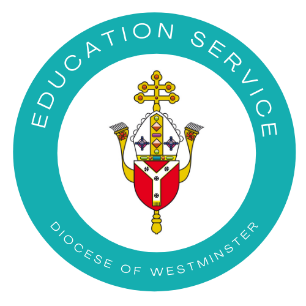 EDUCATION SERVICE
DIOCESE OF WESTMINSTER